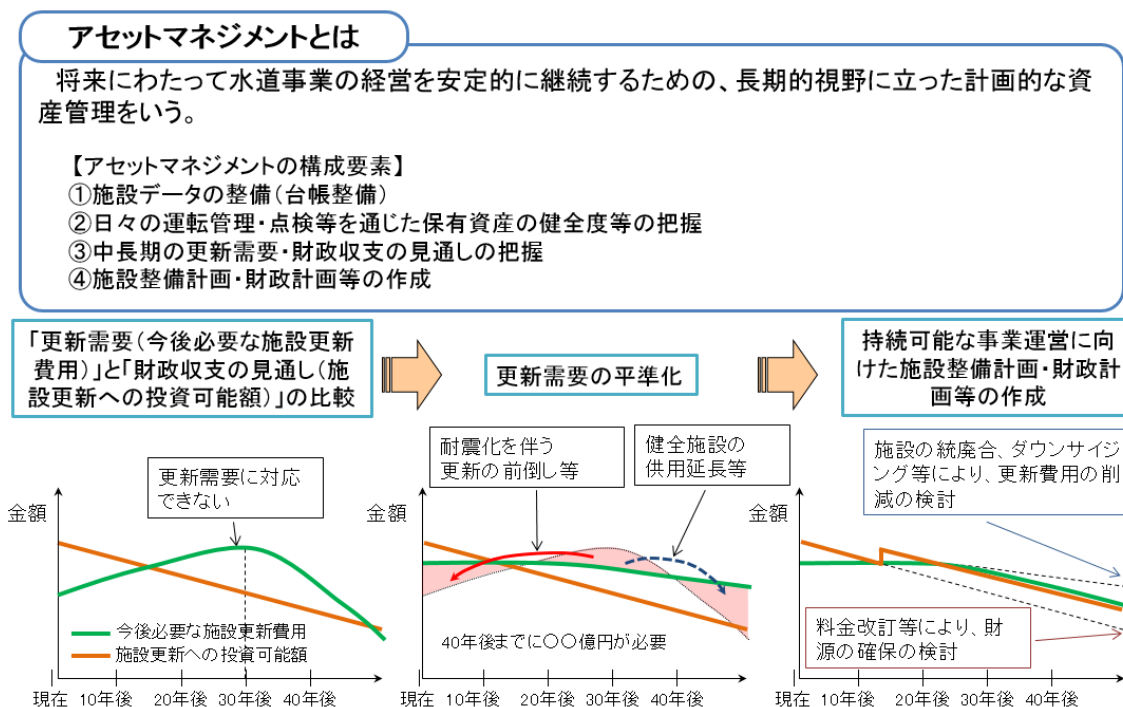 アセットマネジメントとは
将来にわたって水道事業の経営を安定的に継続するための、長期的視野に立った計画的な資
産管理をいう。
【アセットマネジメントの構成要素】
①施設データの整備(台帳整備)
②日々の運転管理・点検等を通じた保有資産の健全度等の把握
③中長期の更新需要・財政収支の見通しの把握
④施設整備計画・財政計画等の作成
「更新需要(今後必要な施設更新
費用)」と「財政収支の見通し(施
設更新への投資可能額)」の比較
更新需要の平準化
持続可能な事業運営に向
けた施設整備計画・財政計
画等の作成
更新需要に対応
できない
金額
今後必要な施設更新費用
施設更新への投資可能額
現在 10年後 20年後 30年後 40年後
耐震化を伴う
更新の前倒し等
健全施設の
供用延長等
金額
40年後までに〇〇億円が必要
現在 10年後 20年後 30年後 40年後
施設の統廃合、ダウンサイジ
ング等により、更新費用の削
減の検討
金額
料金改訂等により、財
源の確保の検討
現在 10年後 20年後 30年後 40年後